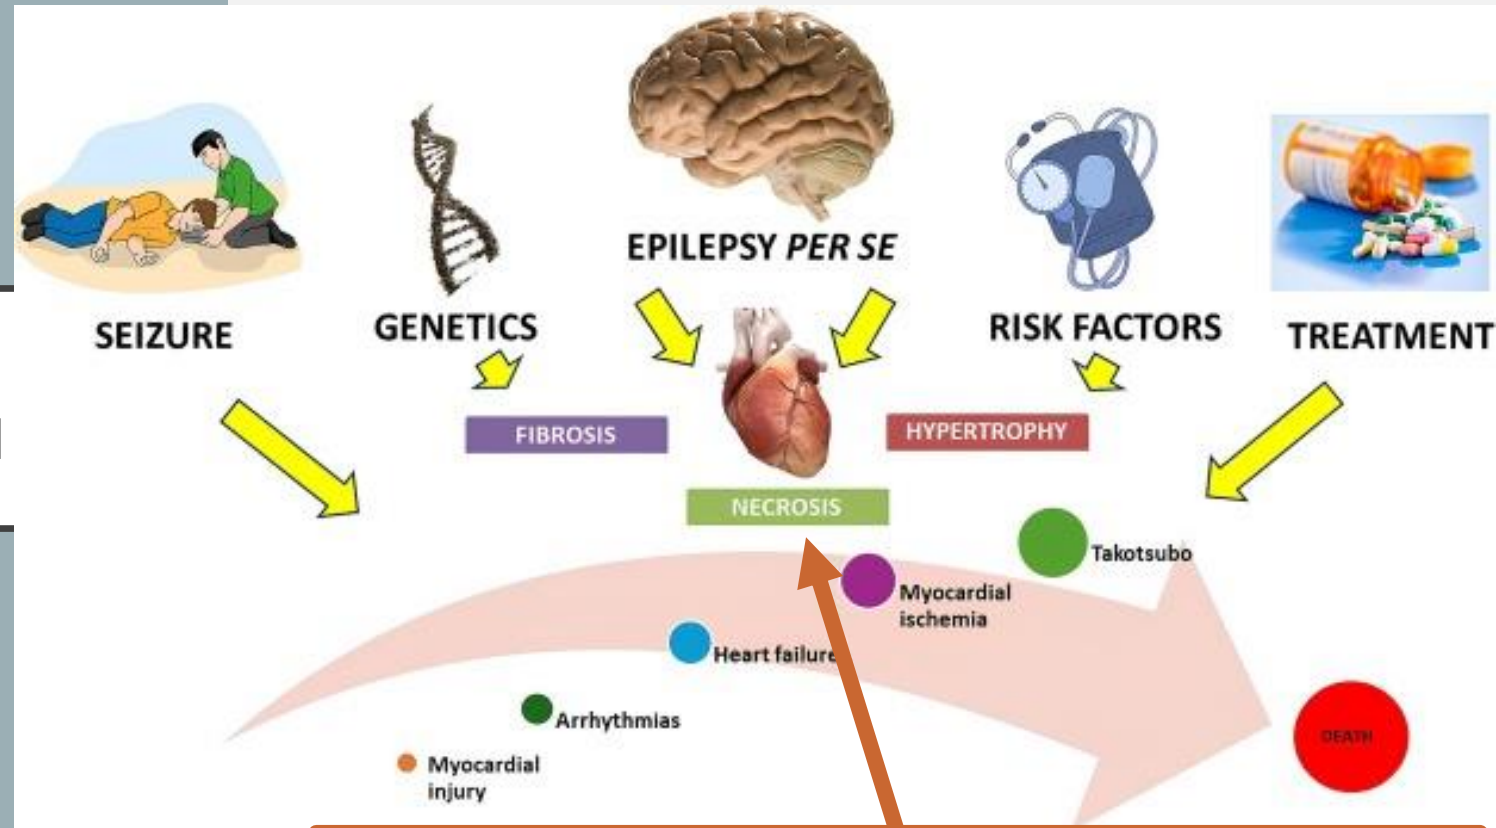 EPILEPSY PER SE
SEIZURE
GENETICS
RISK FACTORS
TREATMENT
FIBROSIS
HYPERTROPHY
NECROSIS
Takotsubo
Myocardial
ischemia
Heart failure
Arrhythmias
Myocardial
injury
DEATH